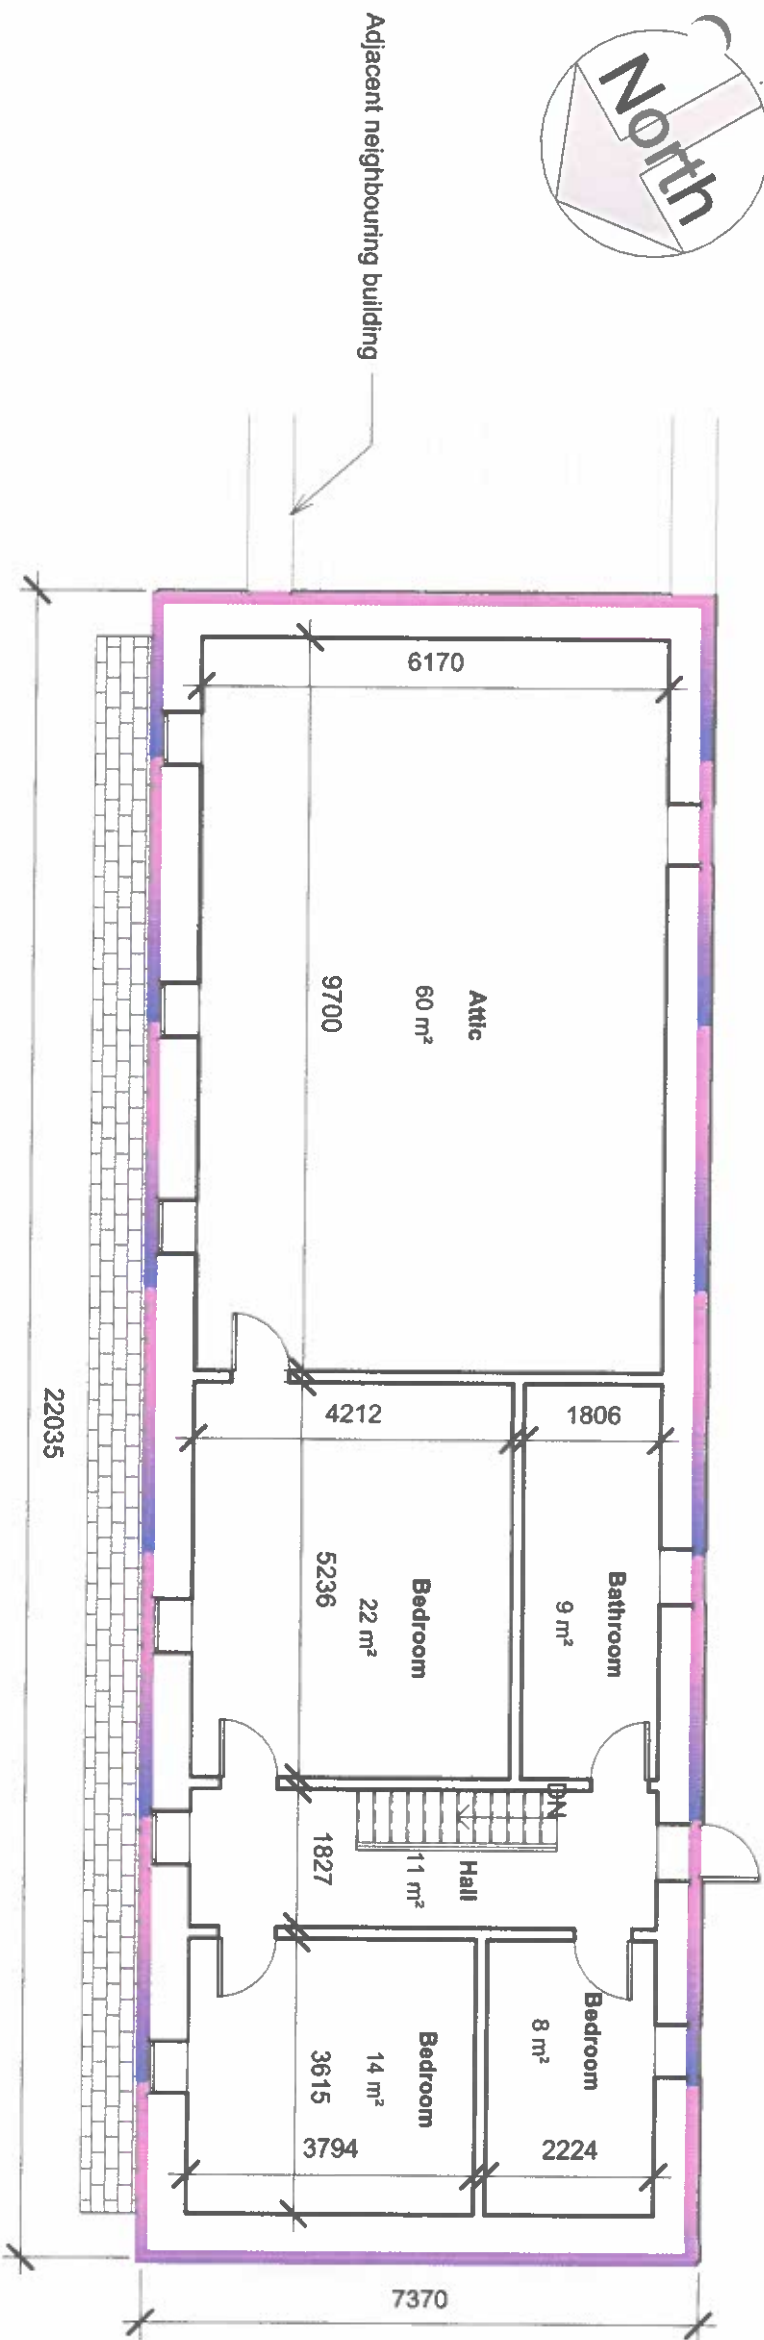 North
Adjacent neighbouring building
6170
9700
Attic
60 m²
4212
1806
5236
Bedroom
22 m²
Bathroom
9 m²
DN
Hall
11 m²
1827
Bedroom
8 m²
Bedroom
14 m²
3615
3794
2224
22035
7370